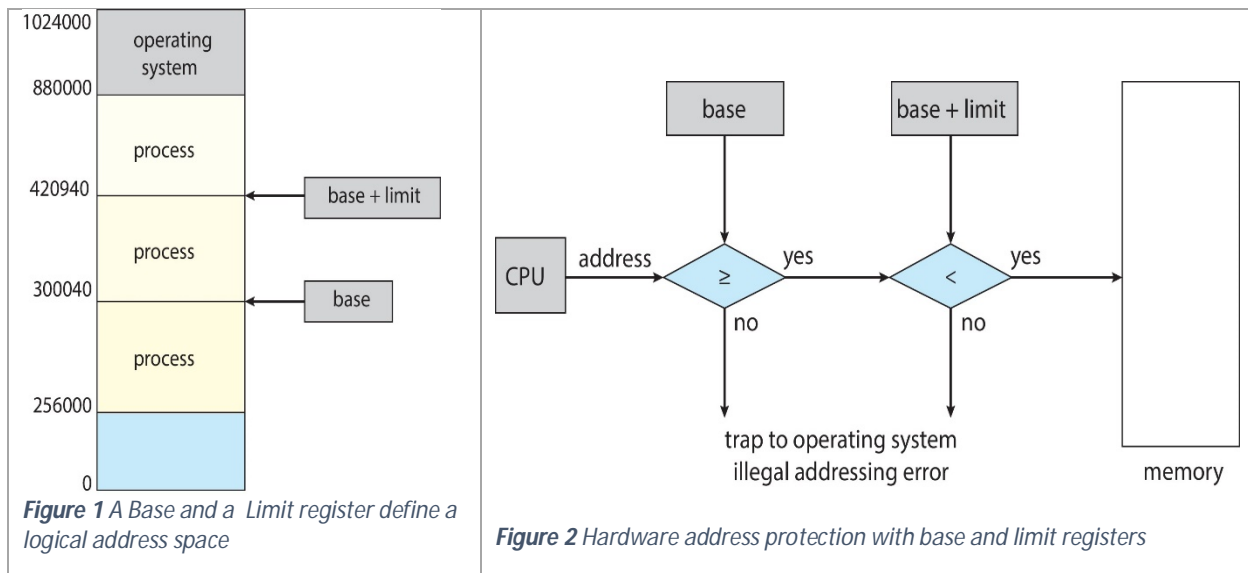 1024000
operating
system
880000
process
420940
base + limit
process
300040
base
process
256000
0
Figure 1 A Base and a Limit register define a
logical address space
base
base + limit
CPU
address
≥
yes
<
yes
no
no
trap to operating system
illegal addressing error
memory
Figure 2 Hardware address protection with base and limit registers